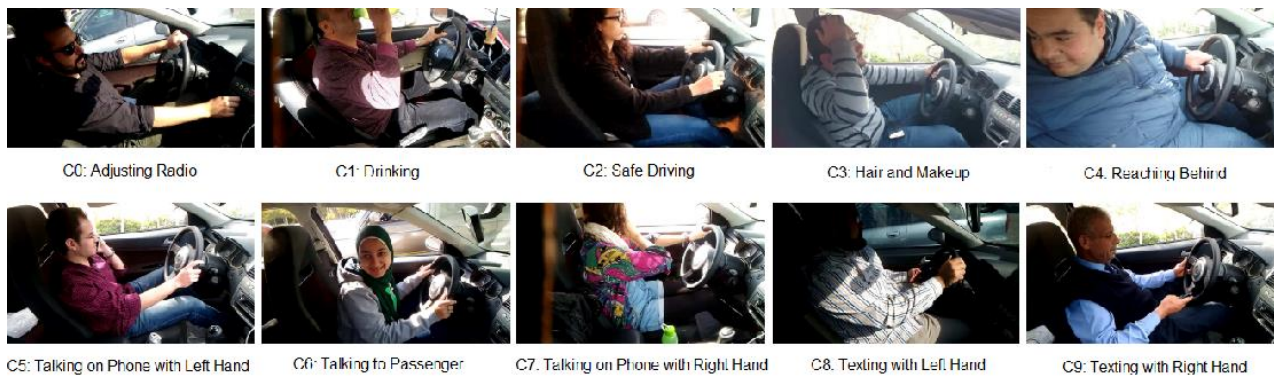 C0: Adjusting Radio
C1: Drinking
C2: Safe Driving
C3: Hair and Makeup
C4. Reaching Behind
C5: Talking on Phone with Left Hand
C6: Talking to Passenger
C7. Talking on Phone with Right Hand
C8. Texting with Left Hand
C9: Texting with Right Hand